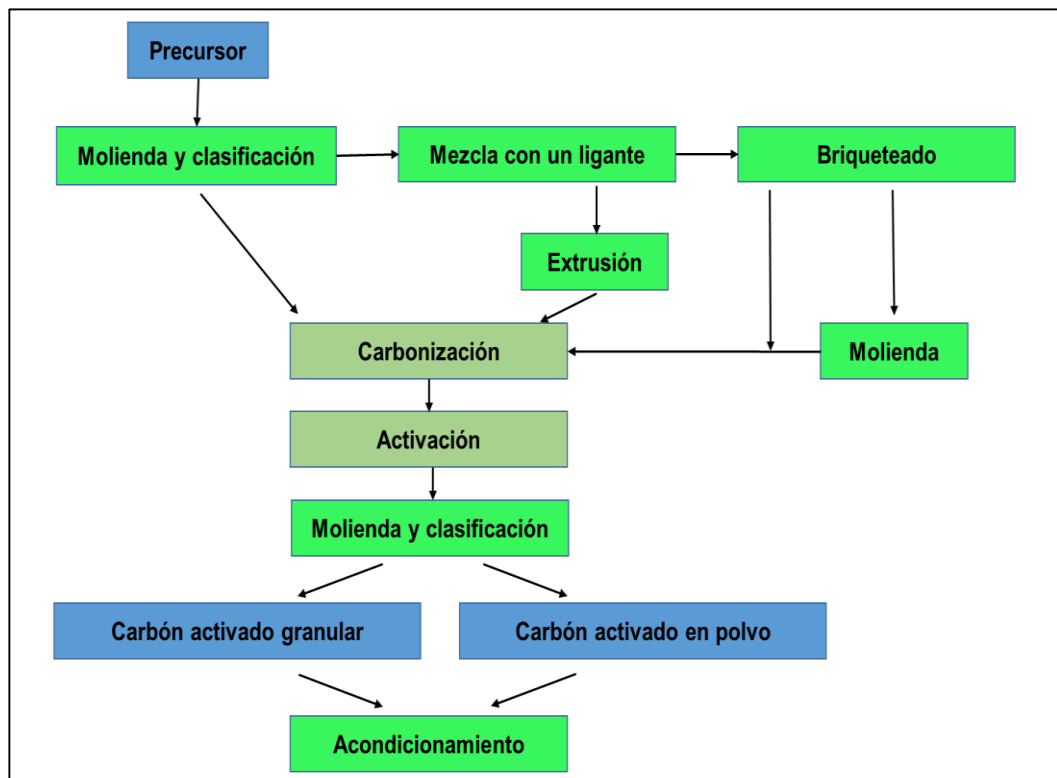 Precursor
Molienda y clasificación
Mezcla con un ligante
Briqueteado
Extrusión
Carbonización
Molienda
Activación
Molienda y clasificación
Carbón activado granular
Carbón activado en polvo
Acondicionamiento